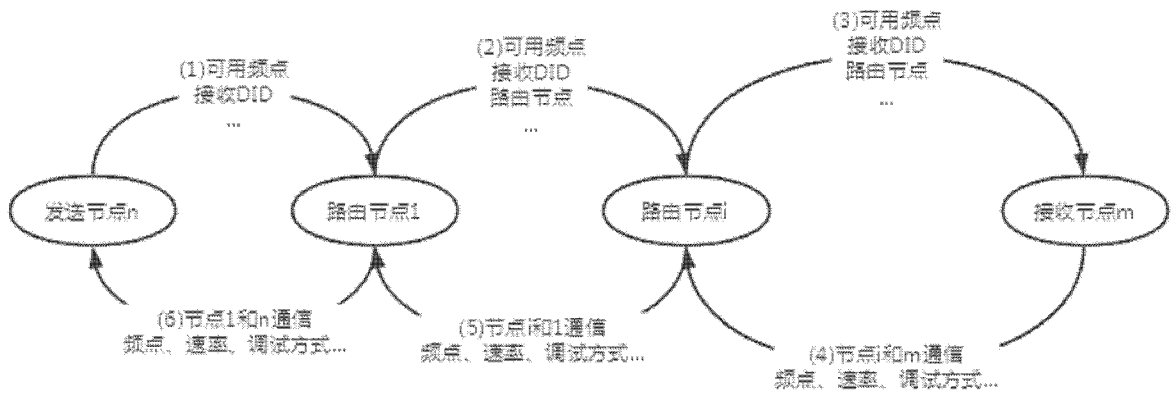 (1)可用频点
接收DID
...
(2)可用频点
接收DID
路由节点
...
(3)可用频点
接收DID
路由节点
...
发送节点n
路由节点1
路由节点i
接收节点m
(6)节点1和n通信
频点、速率、调试方式...
(5)节点i和1通信
频点、速率、调试方式...
(4)节点i和m通信
频点、速率、调试方式...